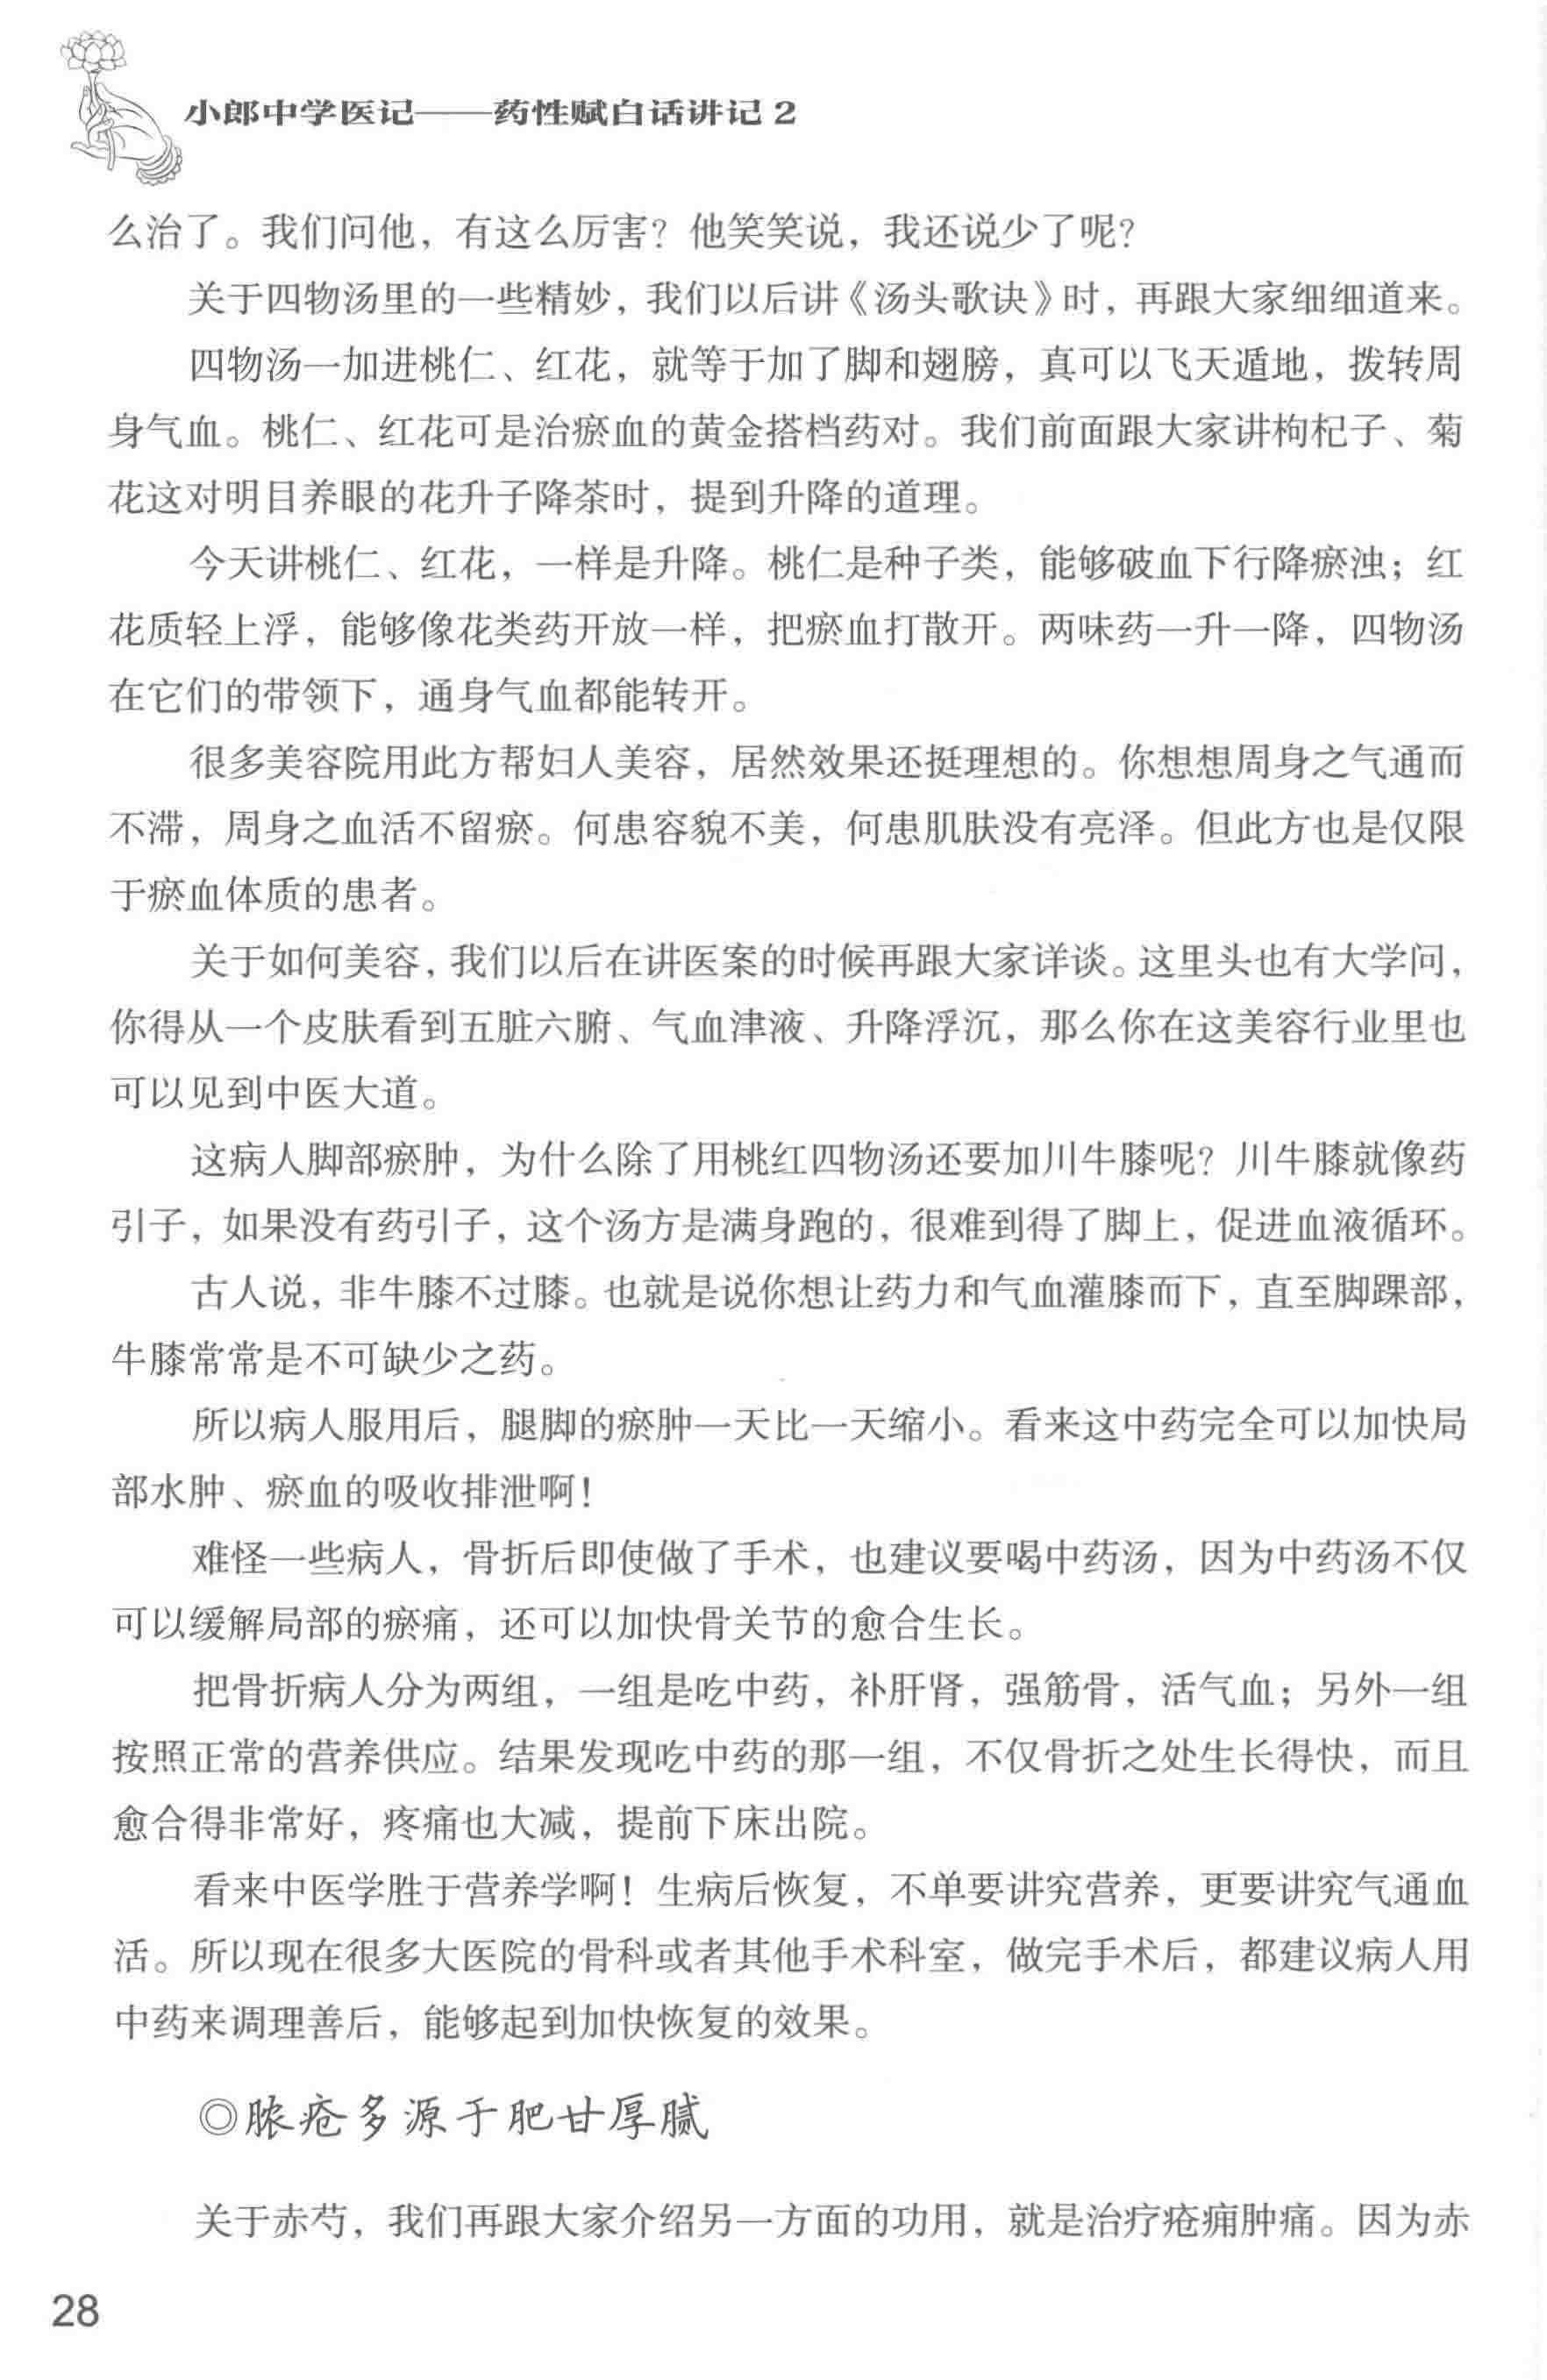 小郎中学医记——药性赋白话讲记 2
么治了。我们问他，有这么厉害？他笑笑说，我还说少了呢？
关于四物汤里的一些精妙，我们以后讲《汤头歌诀》时，再跟大家细细道来。
四物汤一加进桃仁、红花，就等于加了脚和翅膀，真可以飞天遁地，拨转周
身气血。桃仁、红花可是治瘀血的黄金搭档药对。我们前面跟大家讲枸杞子、菊
花这对明目养眼的花升子降茶时，提到升降的道理。
今天讲桃仁、红花，一样是升降。桃仁是种子类，能够破血下行降瘀浊；红
花质轻上浮，能够像花类药开放一样，把瘀血打散开。两味药一升一降，四物汤
在它们的带领下，通身气血都能转开。
很多美容院用此方帮妇人美容，居然效果还挺理想的。你想想周身之气通而
不滞，周身之血活不留瘀。何患容貌不美，何患肌肤没有亮泽。但此方也是仅限
于瘀血体质的患者。
关于如何美容，我们以后在讲医案的时候再跟大家详谈。这里头也有大学问，
你得从一个皮肤看到五脏六腑、气血津液、升降浮沉，那么你在这美容行业里也
可以见到中医大道。
这病人脚部瘀肿，为什么除了用桃红四物汤还要加川牛膝呢？川牛膝就像药
引子，如果没有药引子，这个汤方是满身跑的，很难到得了脚上，促进血液循环。
古人说，非牛膝不过膝。也就是说你想让药力和气血灌膝而下，直至脚踝部，
牛膝常常是不可缺少之药。
所以病人服用后，腿脚的瘀肿一天比一天缩小。看来这中药完全可以加快局
部水肿、瘀血的吸收排泄啊！
难怪一些病人，骨折后即使做了手术，也建议要喝中药汤，因为中药汤不仅
可以缓解局部的瘀痛，还可以加快骨关节的愈合生长。
把骨折病人分为两组，一组是吃中药，补肝肾，强筋骨，活气血；另外一组
按照正常的营养供应。结果发现吃中药的那一组，不仅骨折之处生长得快，而且
愈合得非常好，疼痛也大减，提前下床出院。
看来中医学胜于营养学啊！生病后恢复，不单要讲究营养，更要讲究气通血
活。所以现在很多大医院的骨科或者其他手术科室，做完手术后，都建议病人用
中药来调理善后，能够起到加快恢复的效果。
◎脓疮多源于肥甘厚腻
关于赤芍，我们再跟大家介绍另一方面的功用，就是治疗疮痈肿痛。因为赤
28